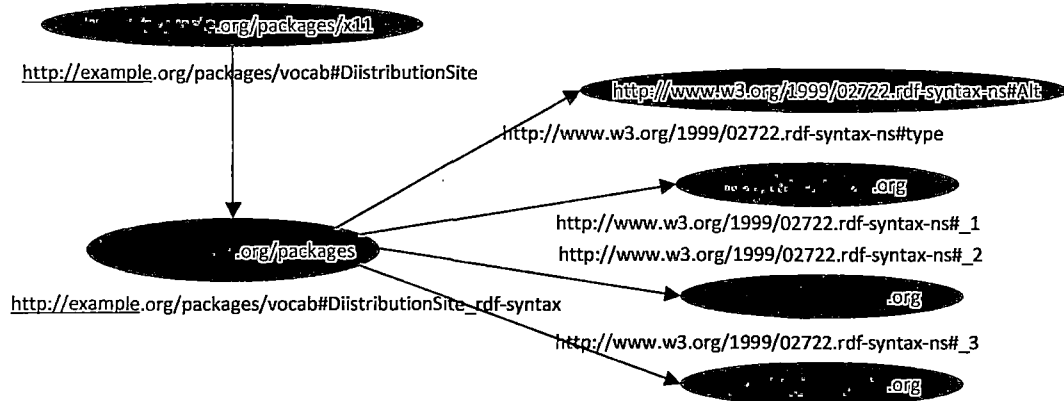 .org/packages/x11
http://example.org/packages/vocab#DiistributionSite
http://www.w3.org/1999/02722.rdf-syntax-ns#Alt
http://www.w3.org/1999/02722.rdf-syntax-ns#type
.org
http://www.w3.org/1999/02722.rdf-syntax-ns#_1
.org/packages
http://www.w3.org/1999/02722.rdf-syntax-ns#_2
http://example.org/packages/vocab#DiistributionSite_rdf-syntax
.org
http://www.w3.org/1999/02722.rdf-syntax-ns#_3
.org